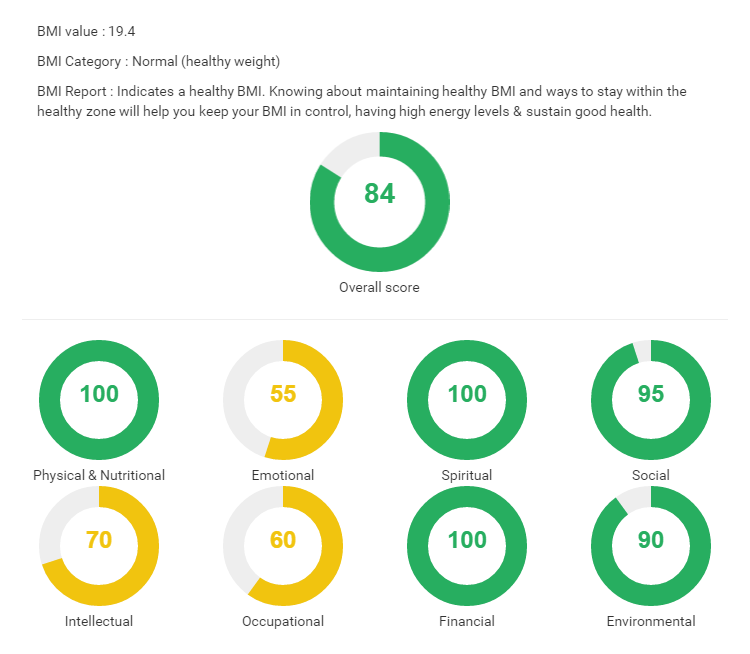 BMI value : 19.4
BMI Category : Normal (healthy weight)
BMI Report : Indicates a healthy BMI. Knowing about maintaining healthy BMI and ways to stay within the
healthy zone will help you keep your BMI in control, having high energy levels & sustain good health.
84
Overall score
100
55
100
95
Physical & Nutritional
Emotional
Spiritual
Social
70
60
100
90
Intellectual
Occupational
Financial
Environmental